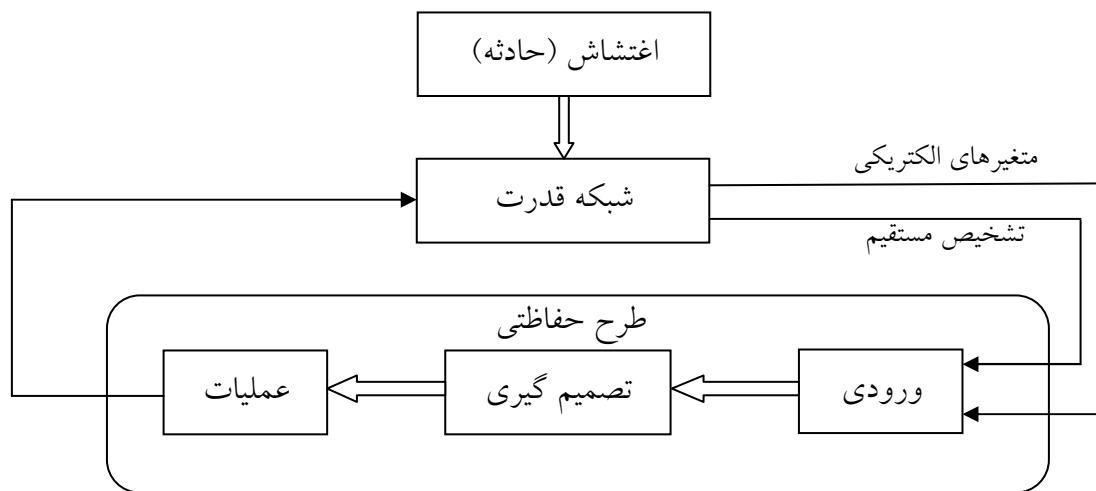 اغتشاش (حادثه)
شبکه قدرت
متغیرهای الکتریکی
تشخیص مستقیم
طرح حفاظتی
ورودی
تصمیم گیری
عملیات